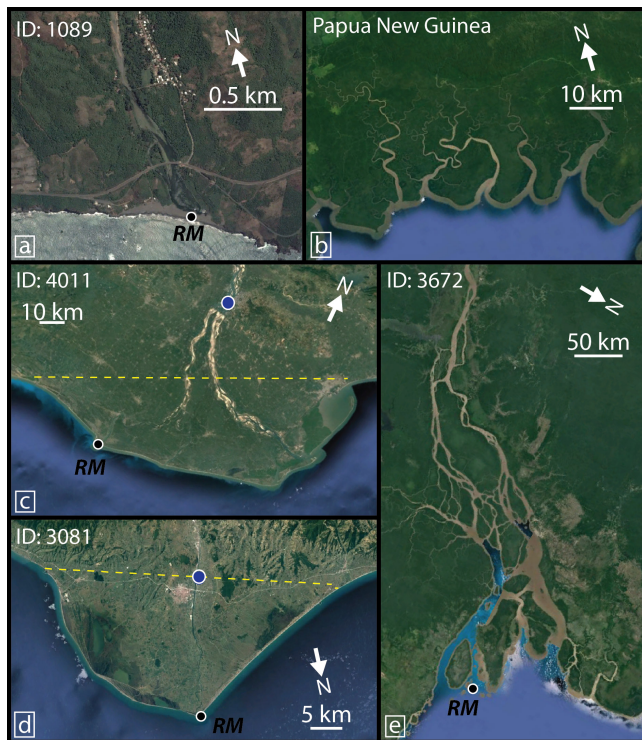 ID: 1089
N
0.5 km
RM
a
Papua New Guinea
N
10 km
b
ID: 4011
10 km
N
RM
c
ID: 3081
N
5 km
RM
d
ID: 3672
N
50 km
RM
e